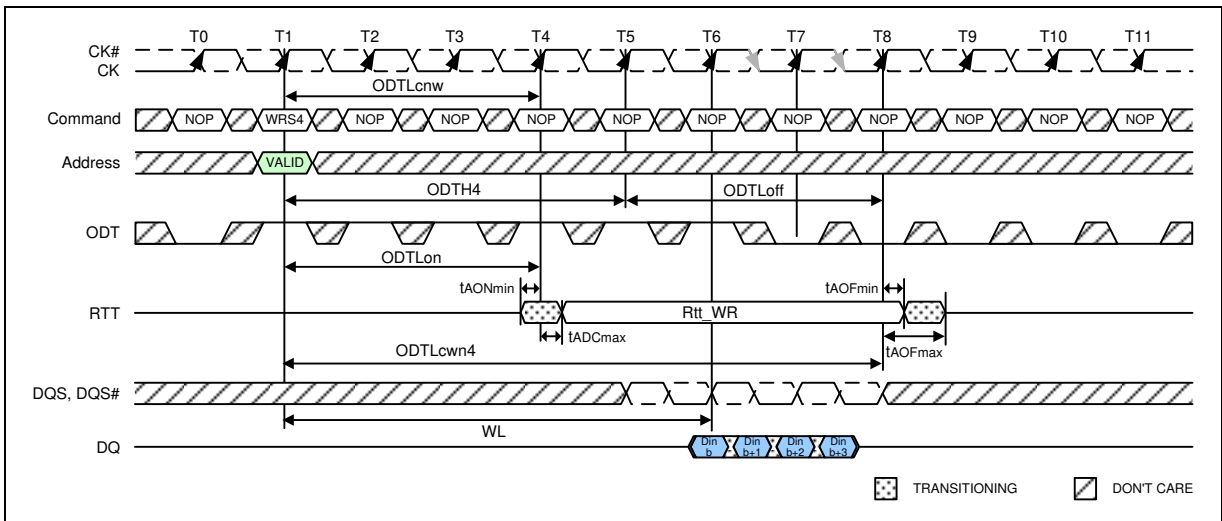 T0 T1 T2 T3 T4 T5 T6 T7 T8 T9 T10 T11
CK#
CK
ODTLcnw
Command NOP WRS4 NOP NOP NOP NOP NOP NOP NOP NOP NOP NOP
Address VALID
ODTH4 ODTLoff
ODT
ODTLon
tAONmin tAOFmin
RTT Rtt_WR
tADCmax tAOFmax
ODTLcwn4
DQS, DQS#
WL
DQ Din b Din b+1 Din b+2 Din b+3
TRANSITIONING DON'T CARE